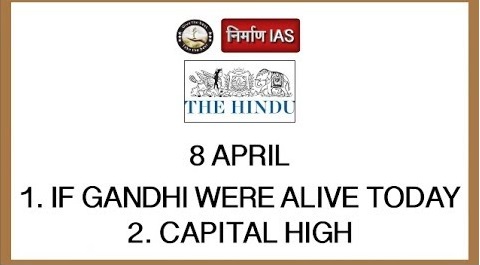 निर्माण IAS
THE HINDU
8 APRIL
1. IF GANDHI WERE ALIVE TODAY
2. CAPITAL HIGH